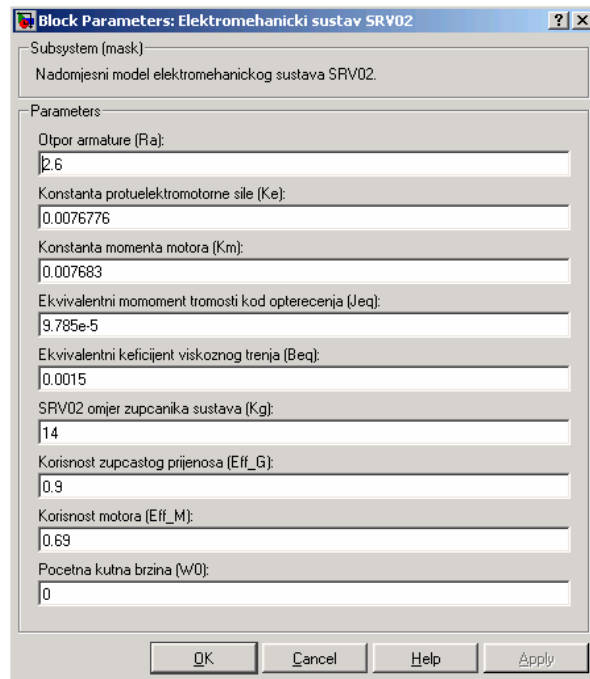 Block Parameters: Elektromehanicki sustav SRV02
Subsystem (mask)
Nadomjesni model elektromehanickog sustava SRV02.
Parameters
Otpor armature (Ra):
2.6
Konstanta protuelektromotorne sile (Ke):
0.0076776
Konstanta momenta motora (Km):
0.007683
Ekvivalentni momoment tromosti kod opterecenja (Jeq):
9.785e-5
Ekvivalentni keficijent viskoznog trenja (Beq):
0.0015
SRV02 omjer zupcanika sustava (Kg):
14
Korisnost zupcastog prijenosa (Eff_G):
0.9
Korisnost motora (Eff_M):
0.69
Pocetna kutna brzina (W0):
0
OK Cancel Help Apply